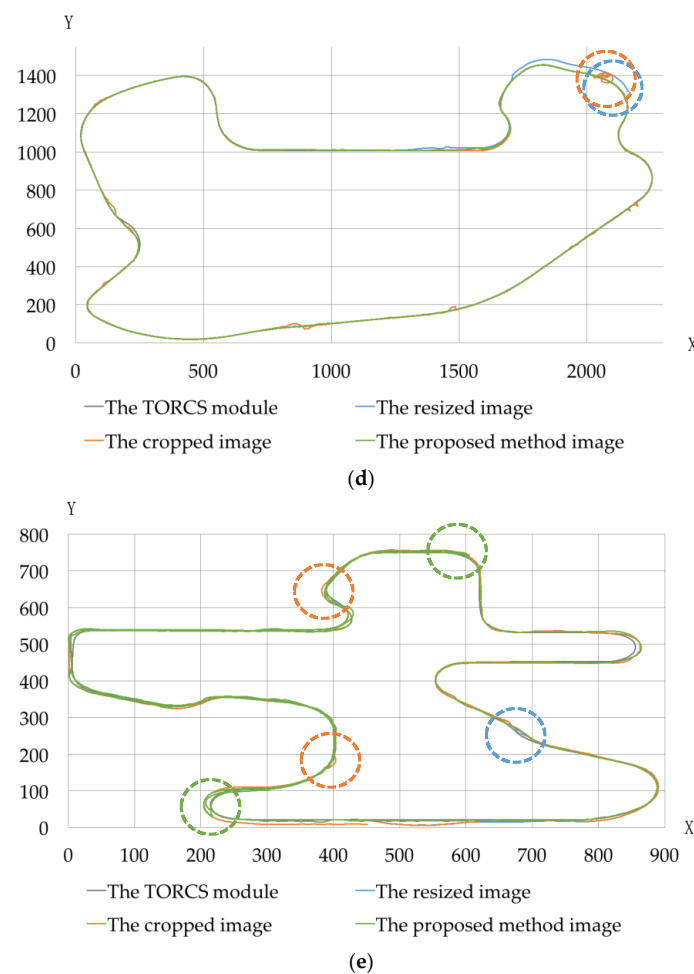 Y
1400
1200
1000
800
600
400
200
0
0 500 1000 1500 2000
X
The TORCS module The resized image
The cropped image The proposed method image
(d)
Y
800
700
600
500
400
300
200
100
0
X
0 100 200 300 400 500 600 700 800 900
The TORCS module The resized image
The cropped image The proposed method image
(e)